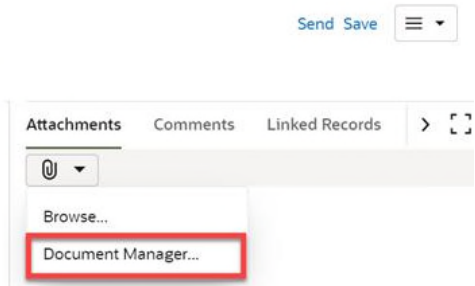 Send Save
Attachments Comments Linked Records
Browse...
Document Manager...